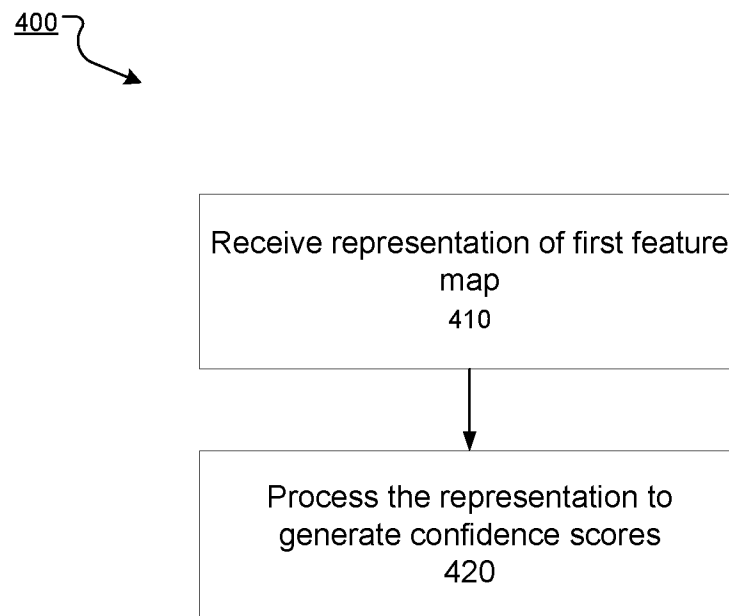 400
Receive representation of first feature
map
410
Process the representation to
generate confidence scores
420